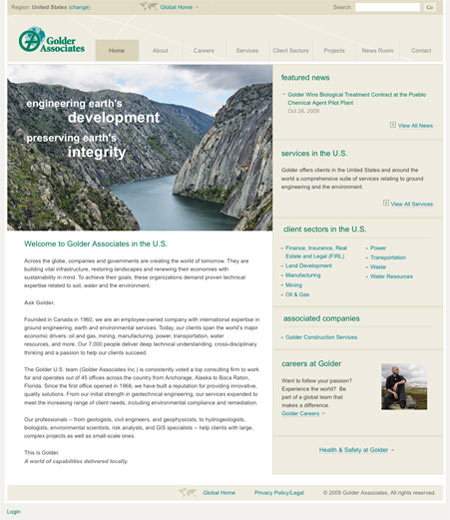 Region: United States (change)
Global Home
Search
Go
Golder
Associates
Home
About
Careers
Services
Client Sectors
Projects
News Room
Contact
engineering earth's
development
preserving earth's
integrity
featured news
Golder Wins Biological Treatment Contract at the Pueblo
Chemical Agent Pilot Plant
Oct 26, 2009
View All News
services in the U.S.
Golder offers clients in the United States and around the
world a comprehensive suite of services relating to ground
engineering and the environment.
View All Services
client sectors in the U.S.
Finance, Insurance, Real
Estate and Legal (FIRL)
Land Development
Manufacturing
Mining
Oil & Gas
Power
Transportation
Waste
Water Resources
associated companies
Golder Construction Services
careers at Golder
Want to follow your passion?
Experience the world? Be
part of a global team that
makes a difference.
Golder Careers
Health & Safety at Golder
Welcome to Golder Associates in the U.S.
Across the globe, companies and governments are creating the world of tomorrow. They are
building vital infrastructure, restoring landscapes and renewing their economies with
sustainability in mind. To achieve their goals, these organizations demand proven technical
expertise related to soil, water and the environment.
Ask Golder.
Founded in Canada in 1960, we are an employee-owned company with international expertise in
ground engineering, earth and environmental services. Today, our clients span the world's major
economic drivers: oil and gas, mining, manufacturing, power, transportation, water
resources, and more. Our 7,000 people deliver deep technical understanding, cross-disciplinary
thinking and a passion to help our clients succeed.
The Golder U.S. team (Golder Associates Inc.) is consistently voted a top consulting firm to work
for and operates out of 45 offices across the country from Anchorage, Alaska to Boca Raton,
Florida. Since the first office opened in 1968, we have built a reputation for providing innovative,
quality solutions. From our initial strength in geotechnical engineering, our services expanded to
meet the increasing range of client needs, including environmental compliance and remediation.
Our professionals – from geologists, civil engineers, and geophysicists; to hydrogeologists,
biologists, environmental scientists, risk analysts, and GIS specialists – help clients with large,
complex projects as well as small-scale ones.
This is Golder.
A world of capabilities delivered locally.
Global Home
Privacy Policy/Legal
© 2009 Golder Associates. All rights reserved.
Login